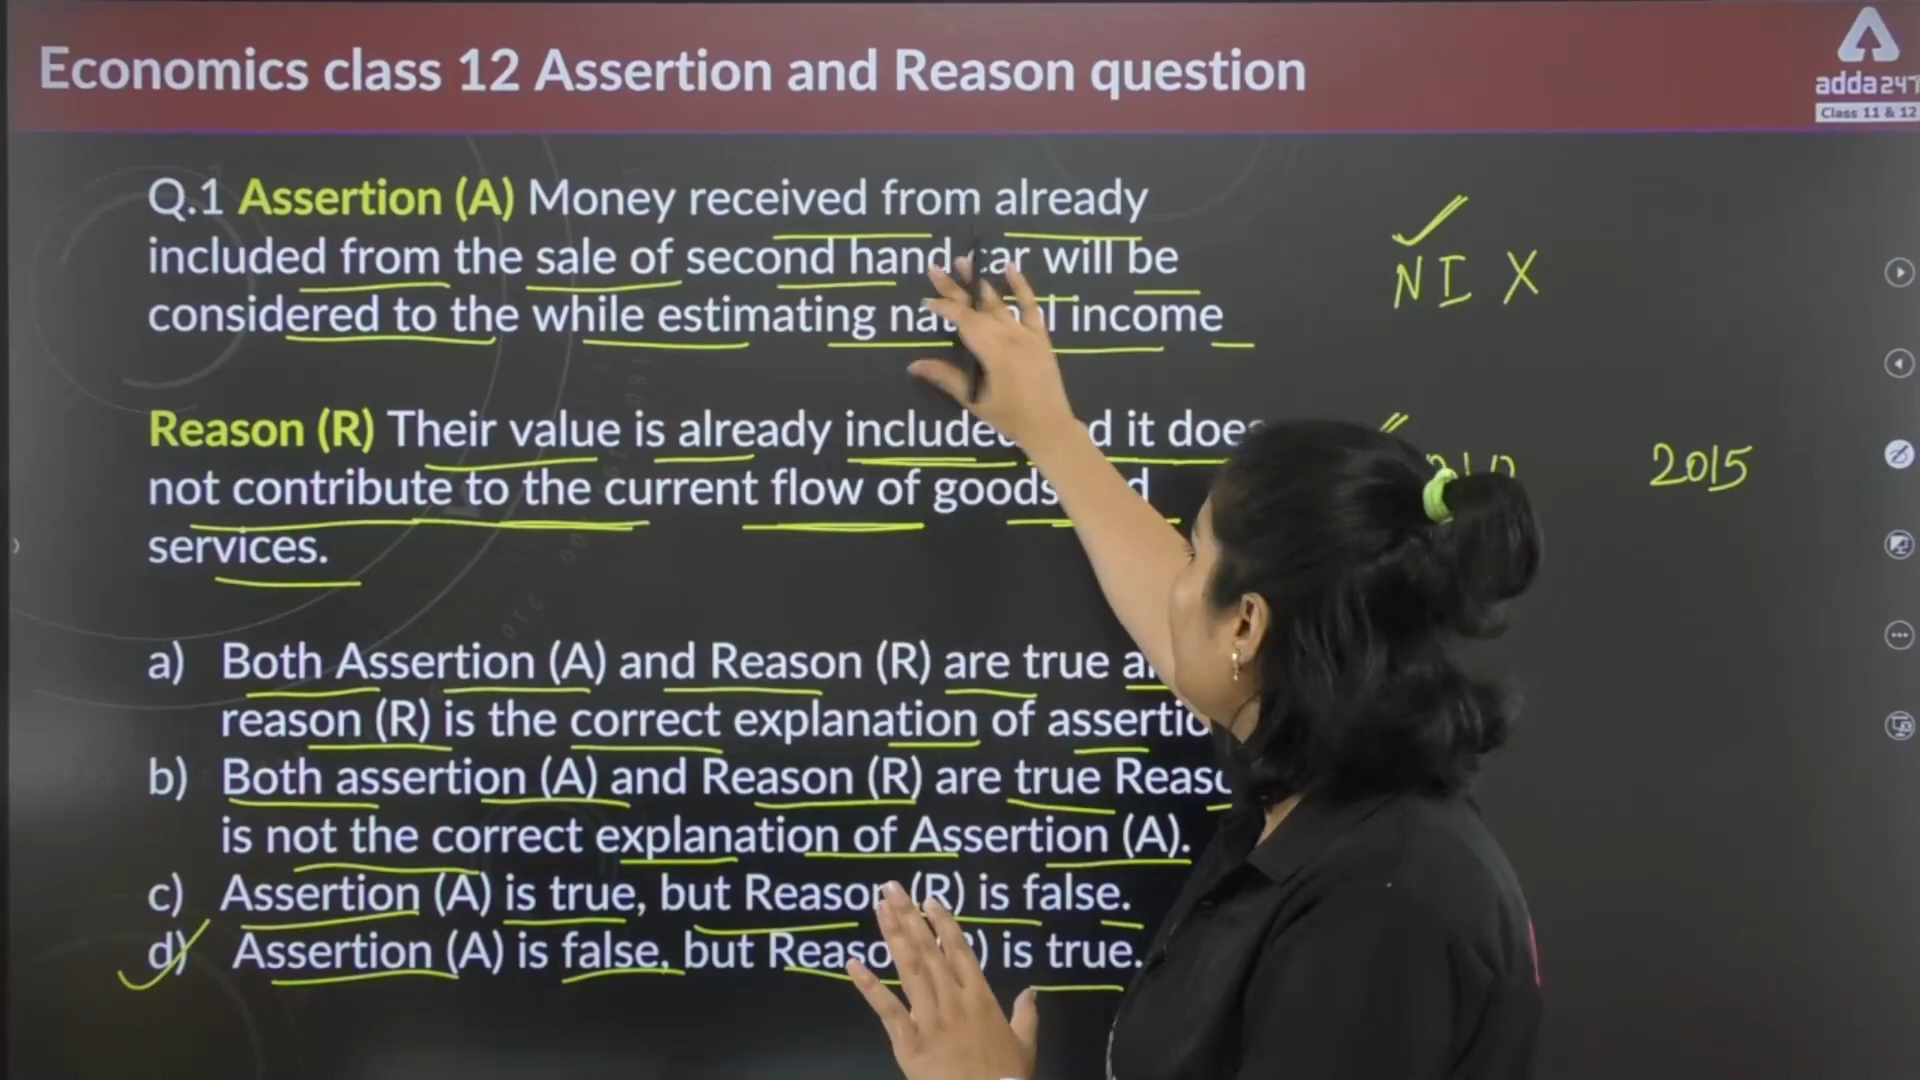 Economics class 12 Assertion and Reason question
adda247
Class 11 & 12
Q.1 Assertion (A) Money received from already
included from the sale of second hand car will be
considered to the while estimating income
NI X
Reason (R) Their value is already it
not contribute to the current flow of goods
services.
2015
a) Both Assertion (A) and Reason (R) are true
reason (R) is the correct explanation of
b) Both assertion (A) and Reason (R) are true
is not the correct explanation of Assertion (A).
c) Assertion (A) is true, but Reason (R) is false.
d) Assertion (A) is false, but is true.